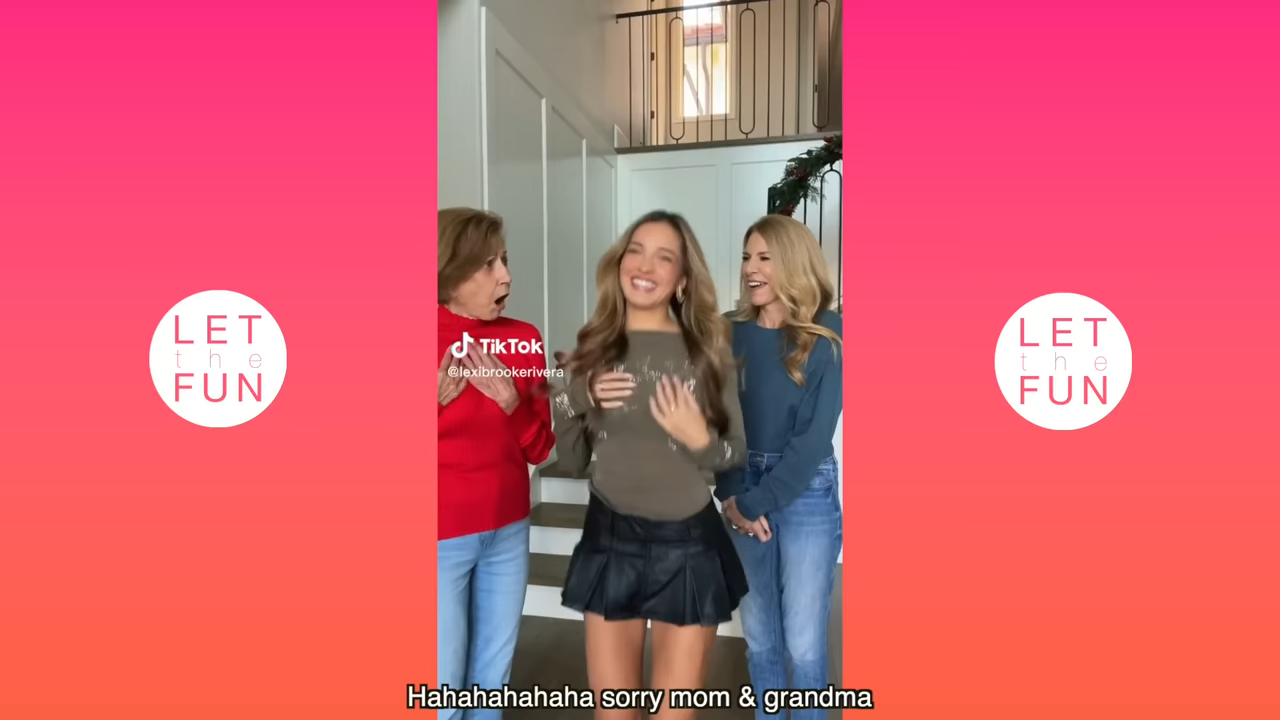 LET
the
FUN
TikTok
@lexibrookerivera
LET
the
FUN
Hahahahahaha sorry mom & grandma